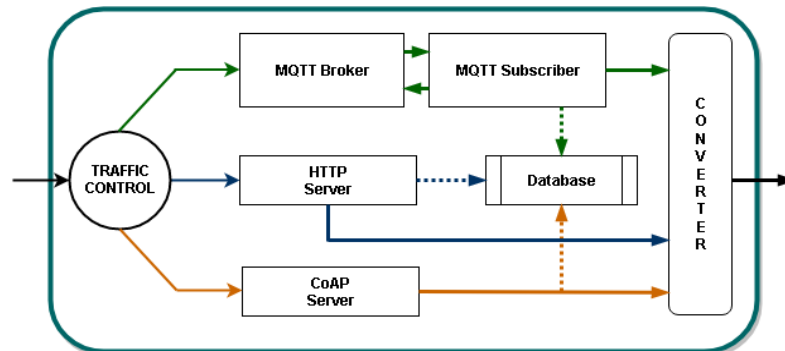 MQTT Broker
MQTT Subscriber
TRAFFIC
CONTROL
HTTP
Server
Database
CoAP
Server
C
O
N
V
E
R
T
E
R